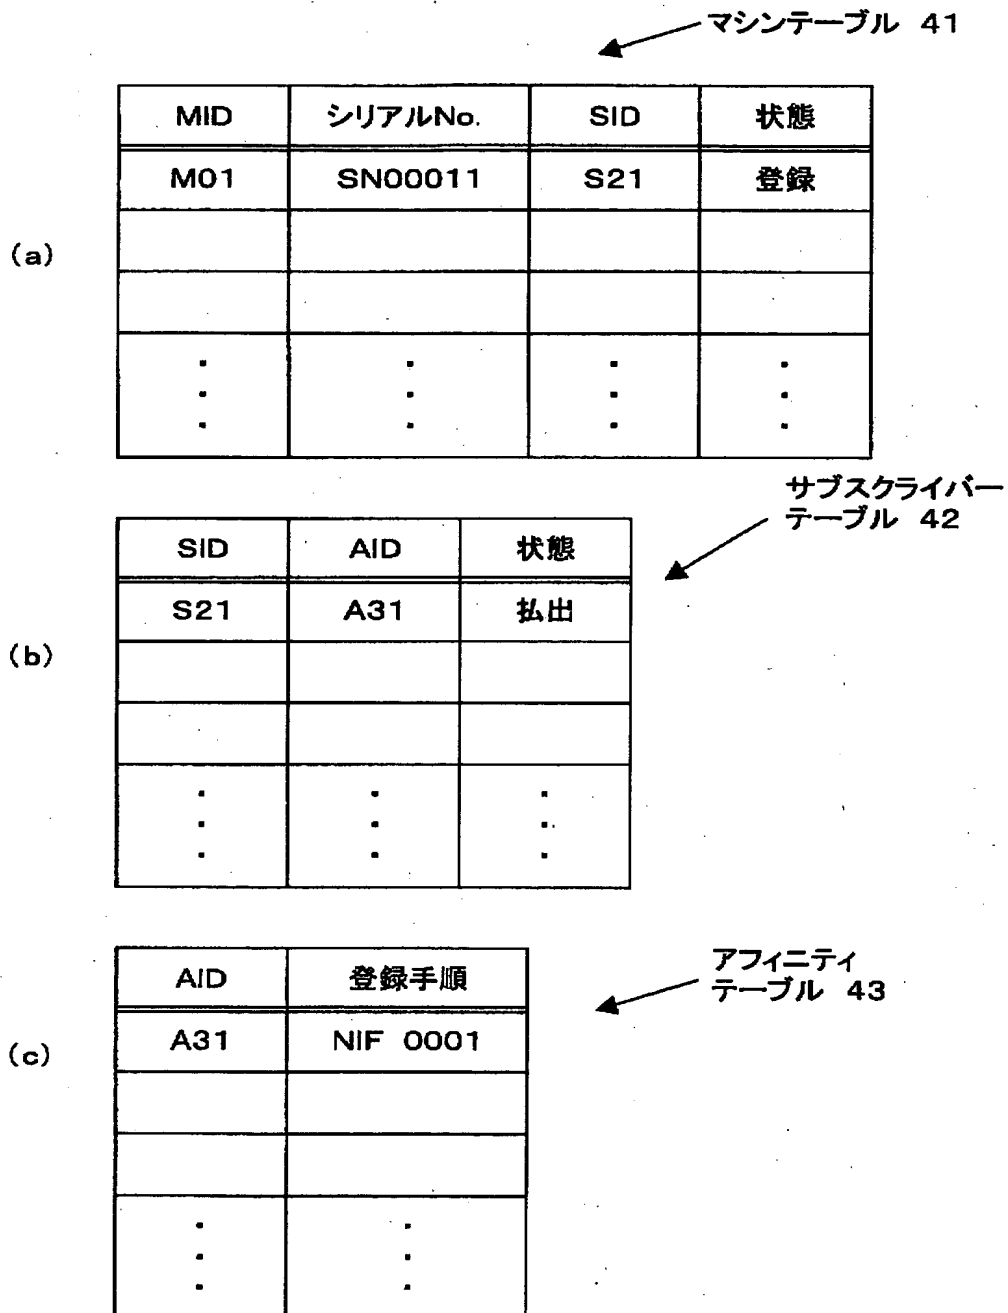 マシンテーブル 41
MID シリアルNo. SID 状態
M01 SN00011 S21 登録
(a)
サブスクライバー
テーブル 42
SID AID 状態
S21 A31 払出
(b)
アフィニティ
テーブル 43
AID 登録手順
A31 NIF 0001
(c)